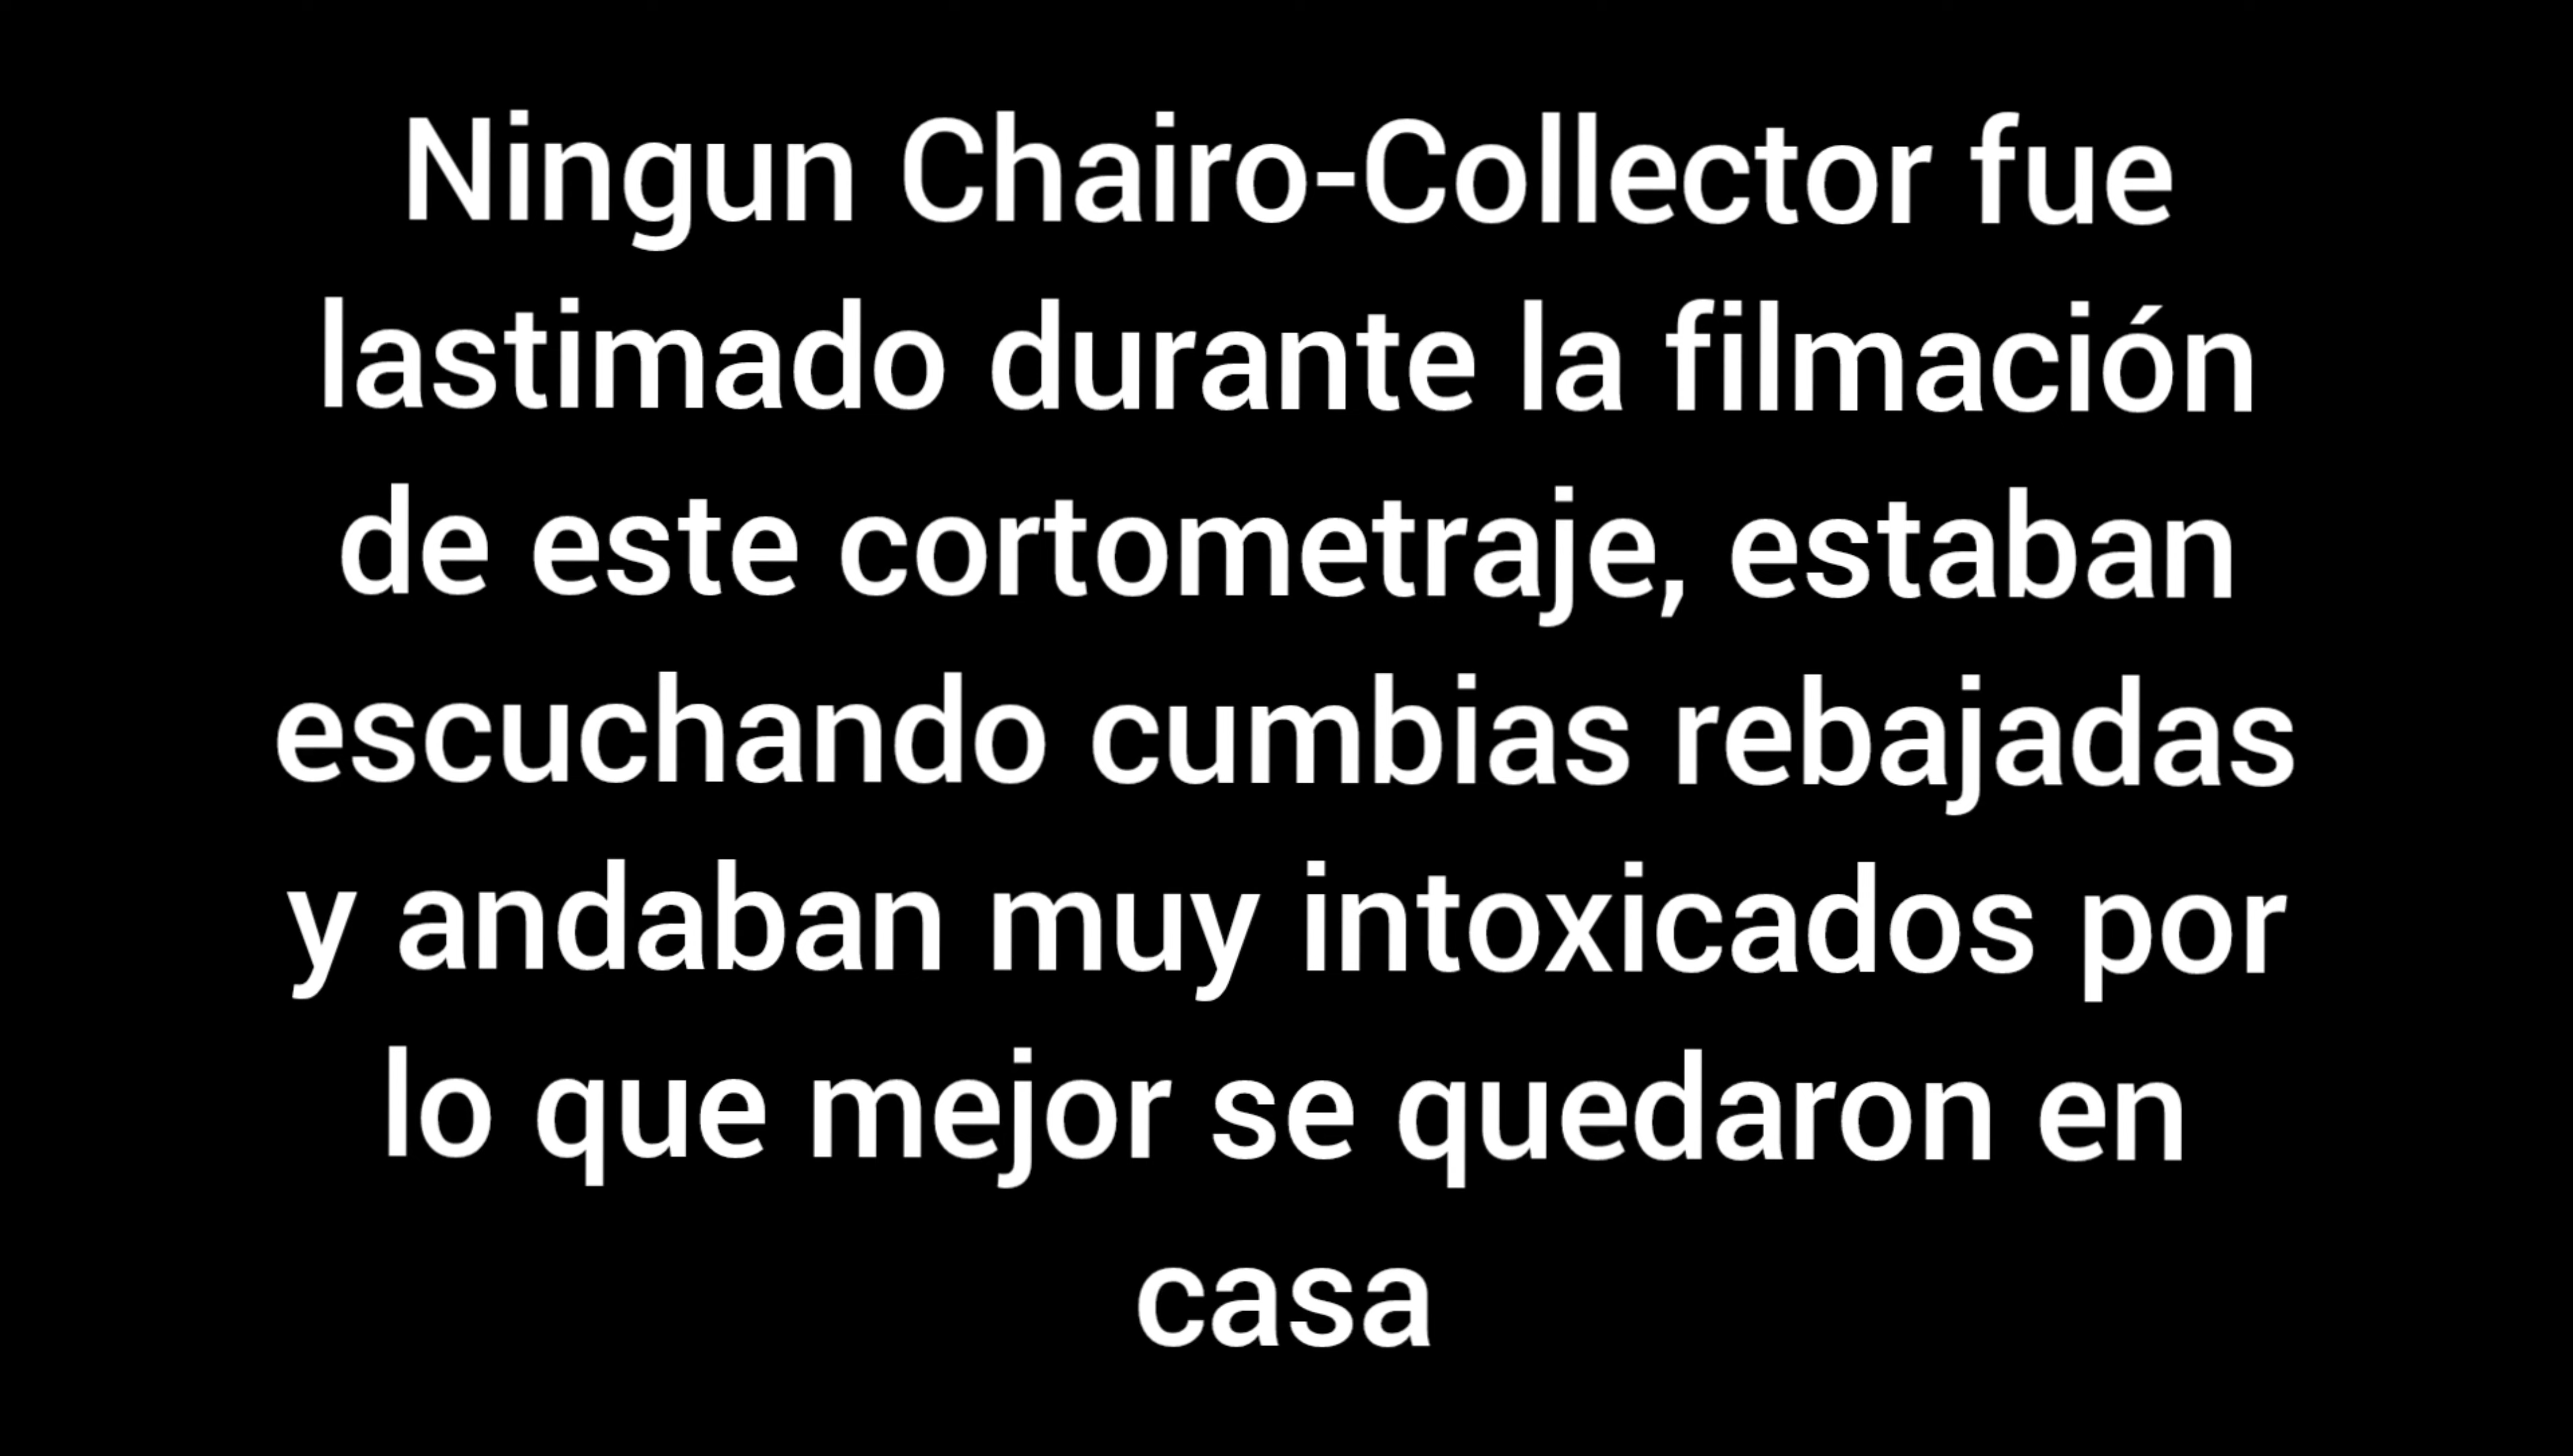 Ningun Chairo-Collector fue
lastimado durante la filmación
de este cortometraje, estaban
escuchando cumbias rebajadas
y andaban muy intoxicados por
lo que mejor se quedaron en
casa